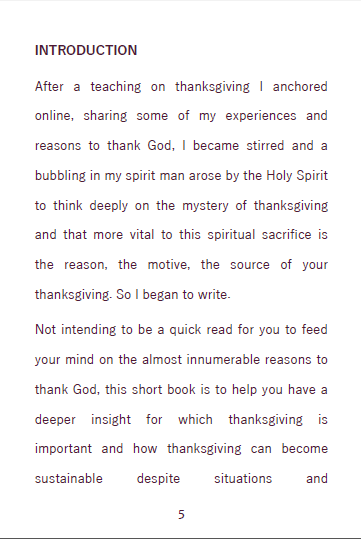 INTRODUCTION
After a teaching on thanksgiving I anchored
online, sharing some of my experiences and
reasons to thank God, I became stirred and a
bubbling in my spirit man arose by the Holy Spirit
to think deeply on the mystery of thanksgiving
and that more vital to this spiritual sacrifice is
the reason, the motive, the source of your
thanksgiving. So I began to write.
Not intending to be a quick read for you to feed
your mind on the almost innumerable reasons to
thank God, this short book is to help you have a
deeper insight for which thanksgiving is
important and how thanksgiving can become
sustainable despite situations and
5